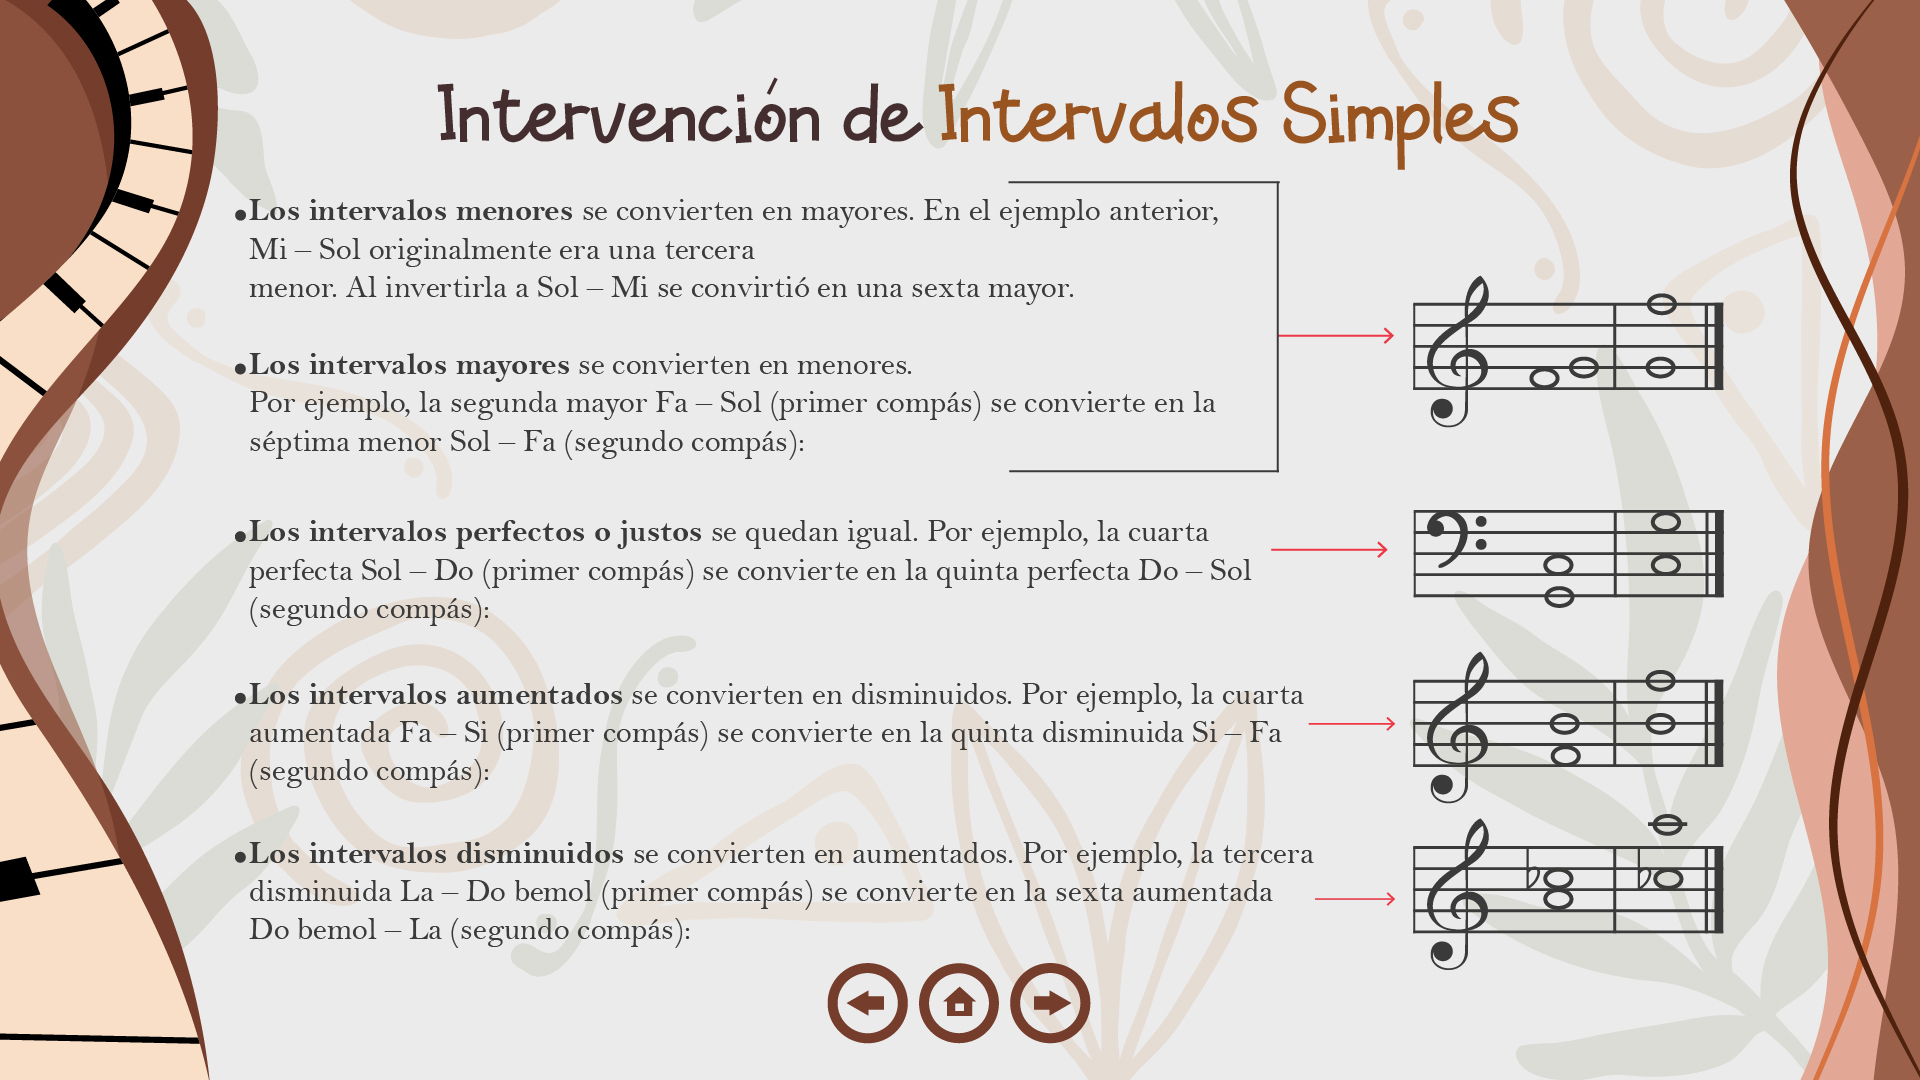 Intervención de Intervalos Simples
•Los intervalos menores se convierten en mayores. En el ejemplo anterior,
Mi – Sol originalmente era una tercera
menor. Al invertirla a Sol – Mi se convirtió en una sexta mayor.
•Los intervalos mayores se convierten en menores.
Por ejemplo, la segunda mayor Fa – Sol (primer compás) se convierte en la
séptima menor Sol – Fa (segundo compás):
•Los intervalos perfectos o justos se quedan igual. Por ejemplo, la cuarta
perfecta Sol – Do (primer compás) se convierte en la quinta perfecta Do – Sol
(segundo compás):
•Los intervalos aumentados se convierten en disminuidos. Por ejemplo, la cuarta
aumentada Fa – Si (primer compás) se convierte en la quinta disminuida Si – Fa
(segundo compás):
•Los intervalos disminuidos se convierten en aumentados. Por ejemplo, la tercera
disminuida La – Do bemol (primer compás) se convierte en la sexta aumentada
Do bemol – La (segundo compás):